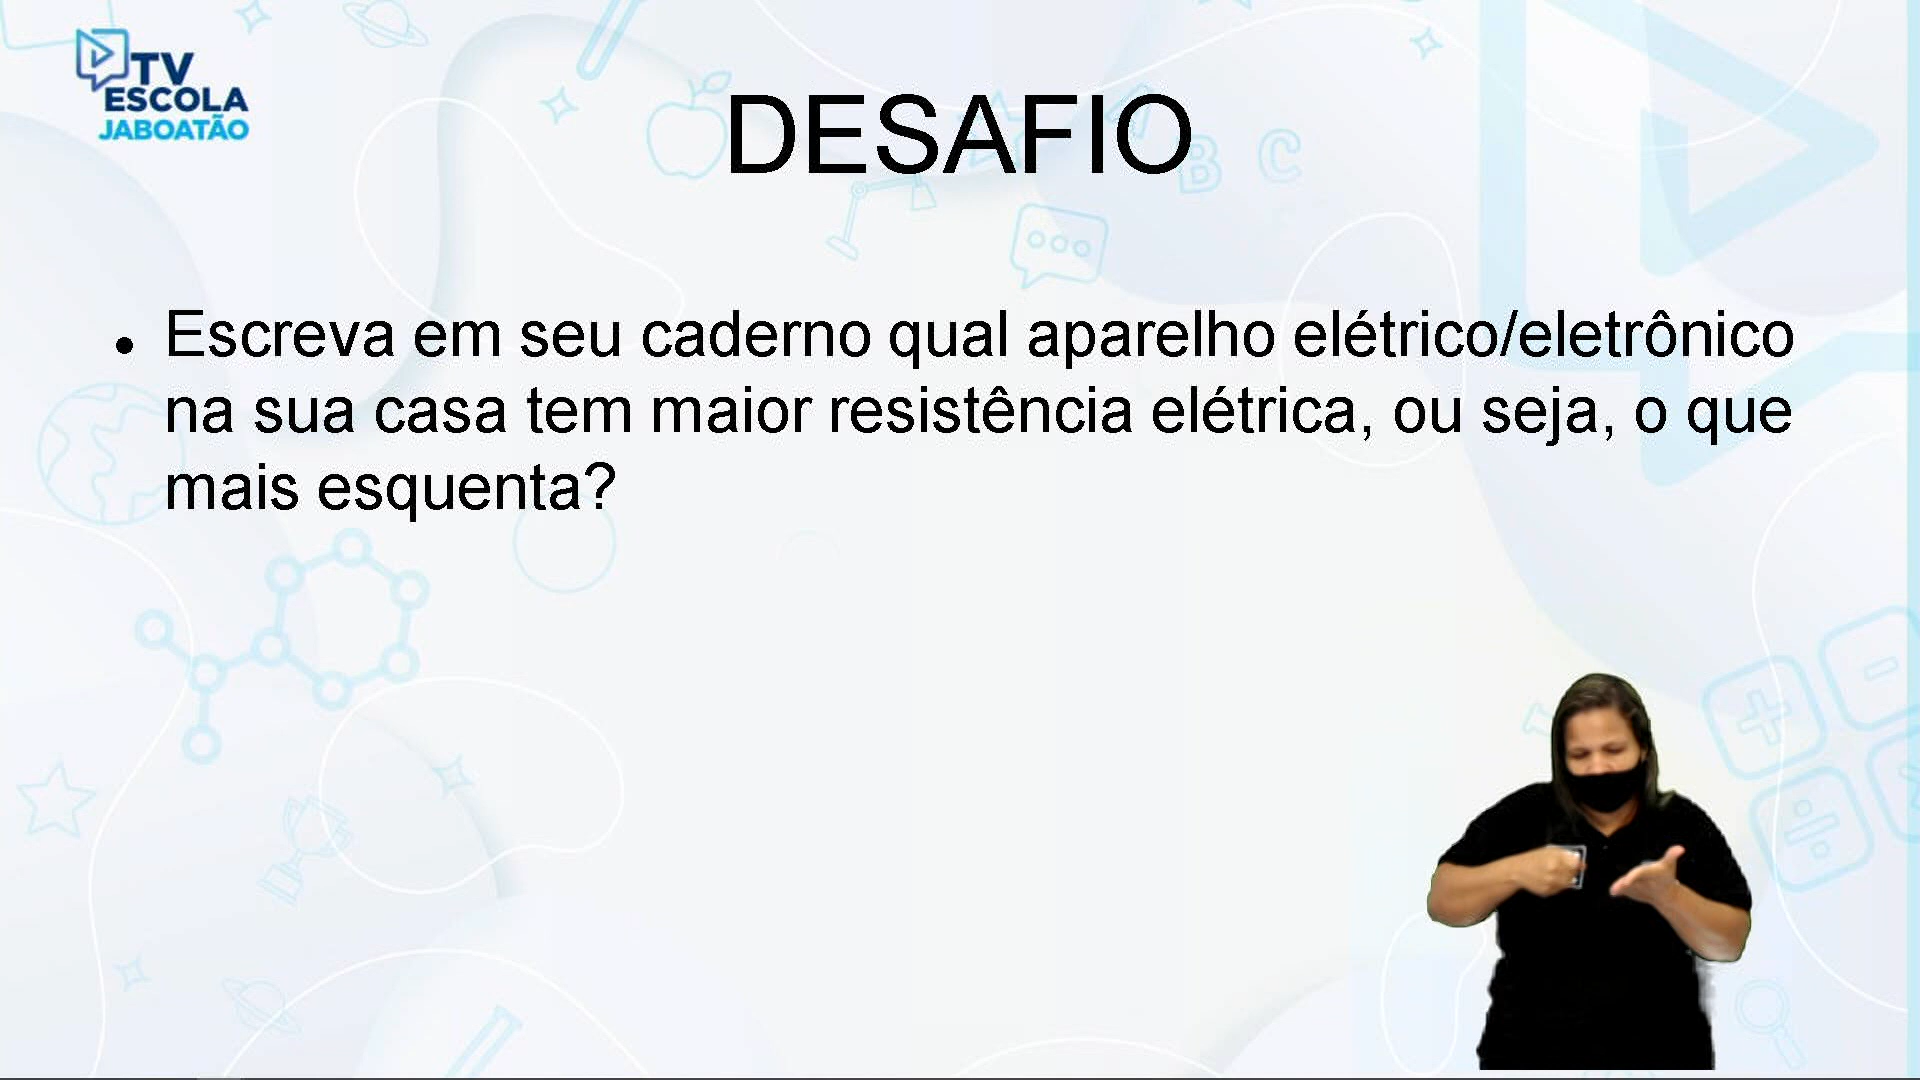 TV
ESCOLA
JABOATÃO
DESAFIO
A B C
• Escreva em seu caderno qual aparelho elétrico/eletrônico
na sua casa tem maior resistência elétrica, ou seja, o que
mais esquenta?